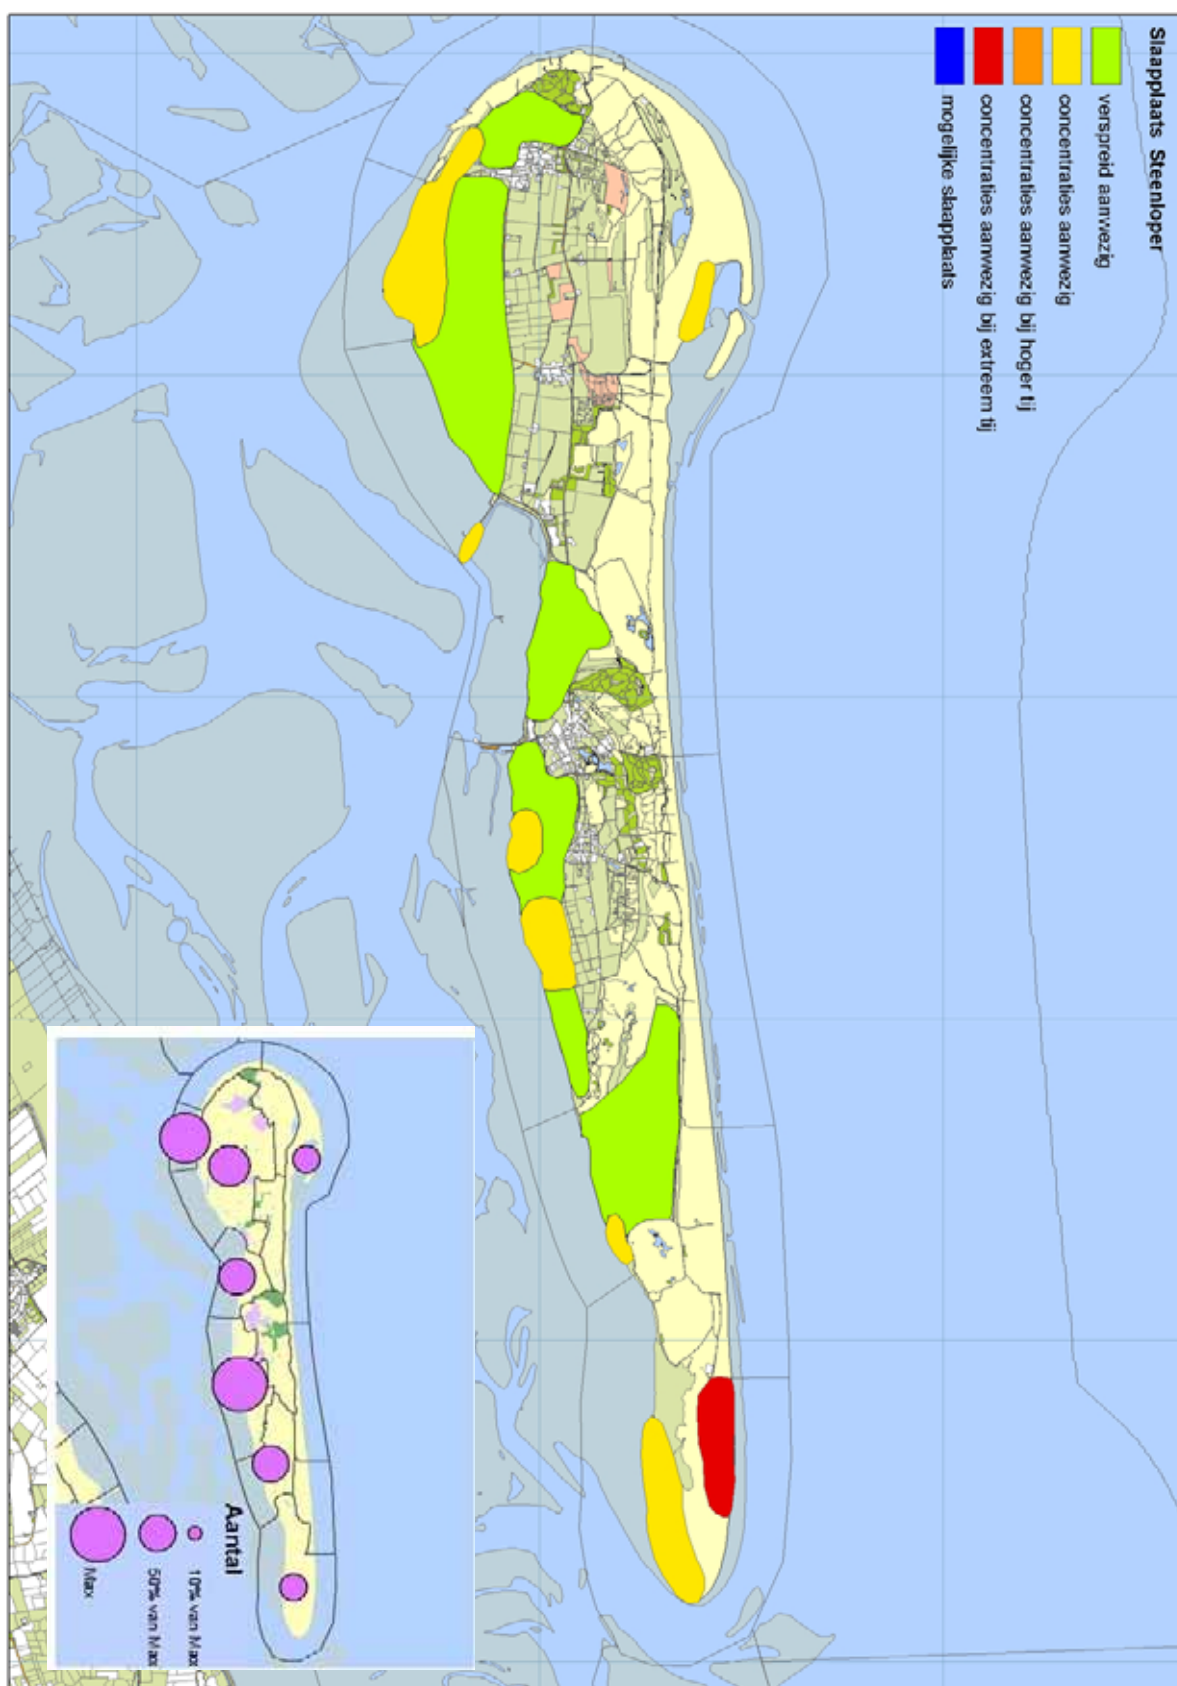 Slaapplaats Steenloper
verspreid aanwezig
concentraties aanwezig
concentraties aanwezig bij hoger tij
concentraties aanwezig bij extreem tij
mogelijke slaapplaats
Aantal
10% van Max
50% van Max
Max